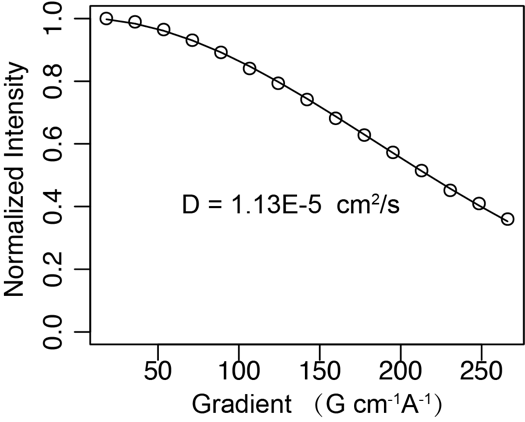 Normalized Intensity
1.0
0.8
0.6
0.4
0.2
0.0
D = 1.13E-5 cm²/s
50 100 150 200 250
Gradient （G cm⁻¹A⁻¹）